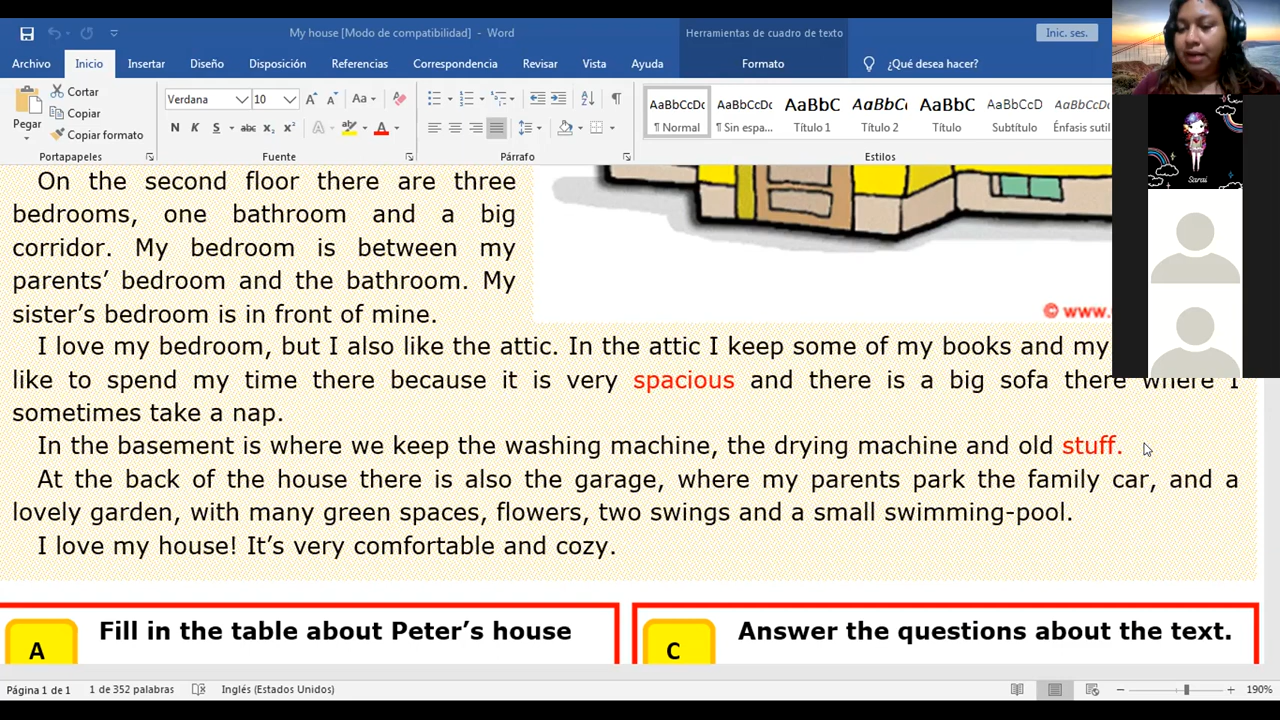 My house [Modo de compatibilidad] - Word
Herramientas de cuadro de texto
Inic. ses.
Archivo Inicio Insertar Diseño Disposición Referencias Correspondencia Revisar Vista Ayuda Formato ¿Qué desea hacer?
Pegar
Cortar
Copiar
Copiar formato
Portapapeles
Verdana 10
Aa
N K S abc x₂ x²
A A
Fuente
Párrafo
AaBbCcDc AaBbCcDc AaBbC AaBbCc AaBbC AaBbCcD AaBbCcDc
¶ Normal ¶ Sin espa... Título 1 Título 2 Título Subtítulo Énfasis sutil
Estilos
Sarai
On the second floor there are three
bedrooms, one bathroom and a big
corridor. My bedroom is between my
parents’ bedroom and the bathroom. My
sister’s bedroom is in front of mine.
© www.
I love my bedroom, but I also like the attic. In the attic I keep some of my books and my
like to spend my time there because it is very spacious and there is a big sofa there where I
sometimes take a nap.
In the basement is where we keep the washing machine, the drying machine and old stuff.
At the back of the house there is also the garage, where my parents park the family car, and a
lovely garden, with many green spaces, flowers, two swings and a small swimming-pool.
I love my house! It’s very comfortable and cozy.
A Fill in the table about Peter’s house
C Answer the questions about the text.
Página 1 de 1 1 de 352 palabras Inglés (Estados Unidos) 190%